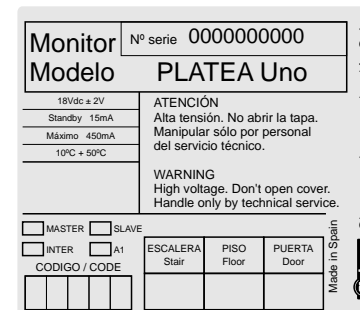 Monitor
Nº serie 0000000000
Modelo
PLATEA Uno
18Vdc ± 2V
Standby 15mA
Máximo 450mA
10ºC + 50ºC
ATENCIÓN
Alta tensión. No abrir la tapa.
Manipular sólo por personal
del servicio técnico.
WARNING
High voltage. Don't open cover.
Handle only by technical service.
MASTER SLAVE
INTER A1
CODIGO / CODE
ESCALERA
Stair
PISO
Floor
PUERTA
Door
Made in Spain